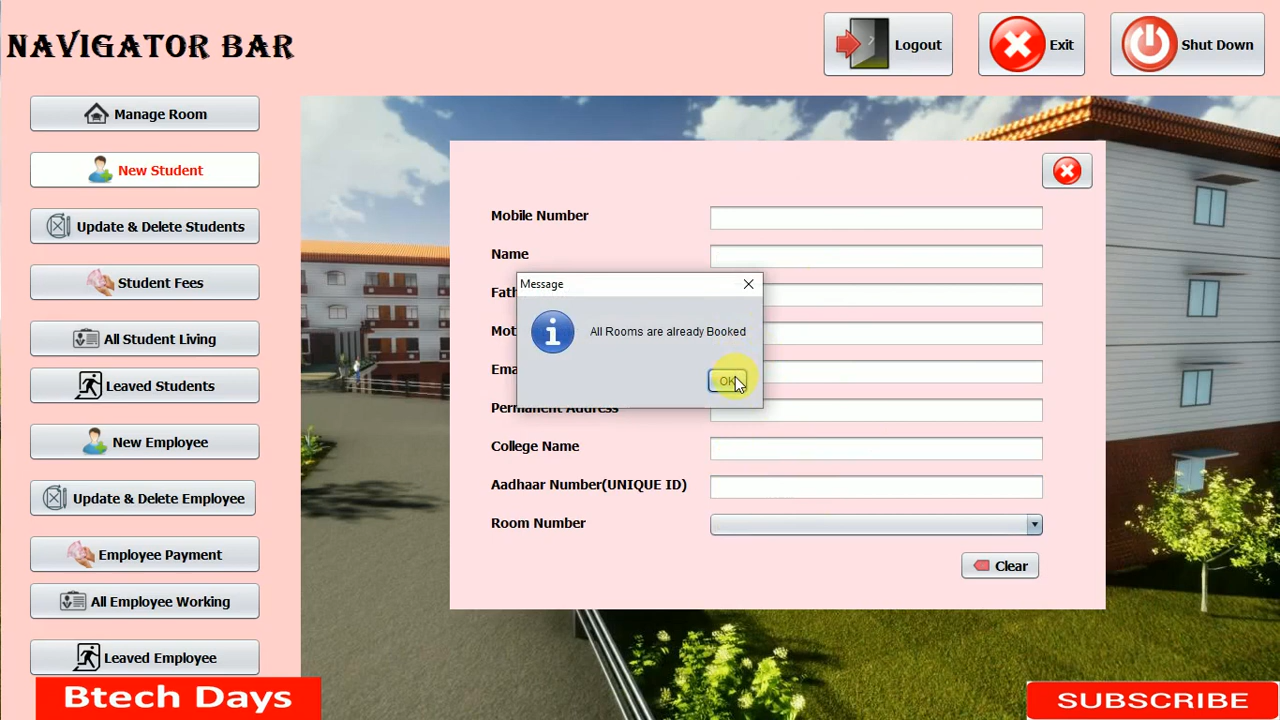 NAVIGATOR BAR
Logout
Exit
Shut Down
Manage Room
New Student
Update & Delete Students
Student Fees
All Student Living
Leaved Students
New Employee
Update & Delete Employee
Employee Payment
All Employee Working
Leaved Employee
Mobile Number
Name
Message
All Rooms are already Booked
OK
Permanent Address
College Name
Aadhaar Number(UNIQUE ID)
Room Number
Clear
Btech Days
SUBSCRIBE